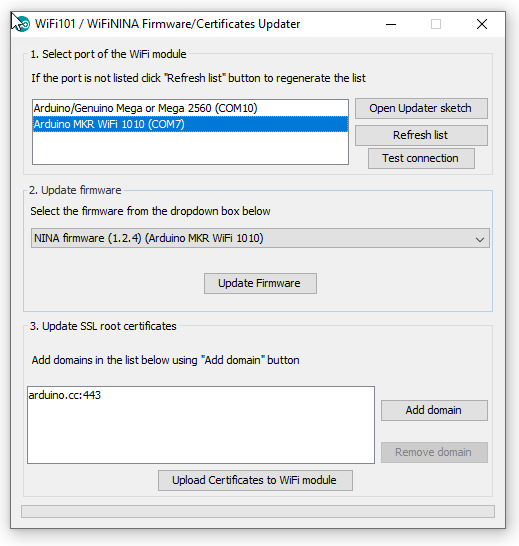 WiFi101 / WiFiNINA Firmware/Certificates Updater
1. Select port of the WiFi module
If the port is not listed click "Refresh list" button to regenerate the list
Arduino/Genuino Mega or Mega 2560 (COM10)
Arduino MKR WiFi 1010 (COM7)
Open Updater sketch
Refresh list
Test connection
2. Update firmware
Select the firmware from the dropdown box below
NINA firmware (1.2.4) (Arduino MKR WiFi 1010)
Update Firmware
3. Update SSL root certificates
Add domains in the list below using "Add domain" button
arduino.cc:443
Add domain
Remove domain
Upload Certificates to WiFi module